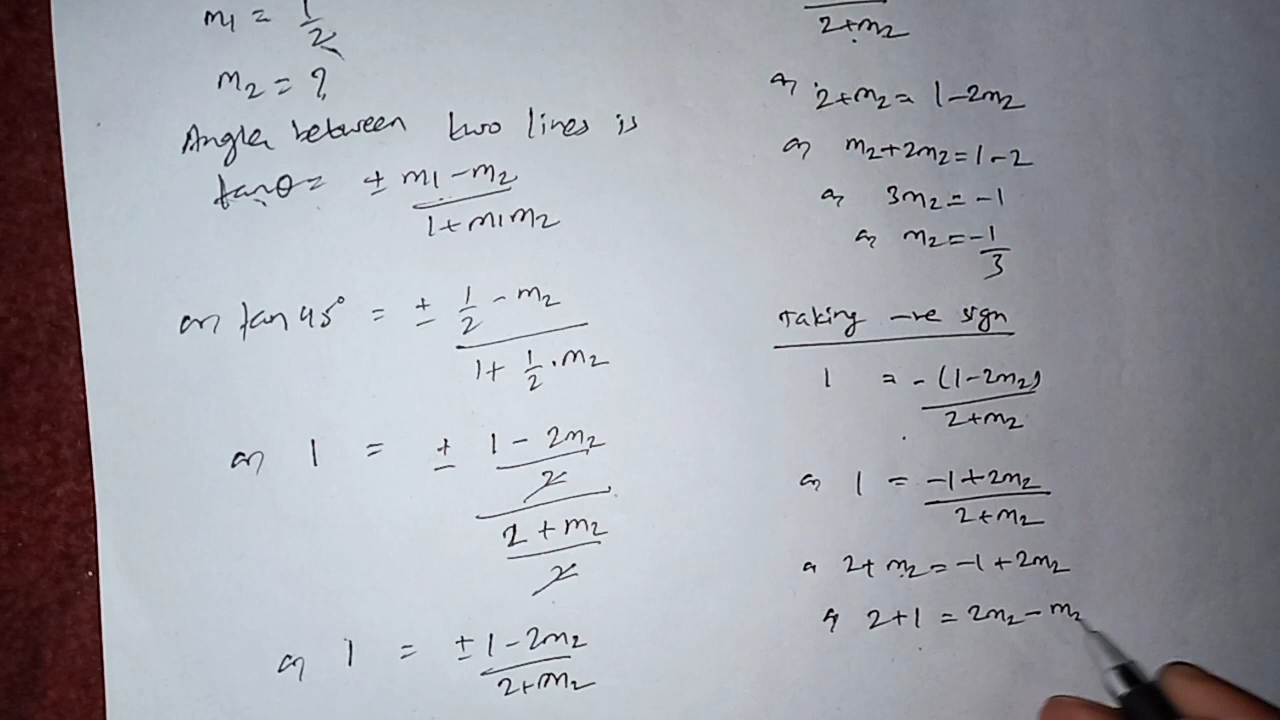 m1 = 1/2
m2 = ?
Angle between two lines is
tanθ = ± m1 - m2 / 1 + m1m2
or tan 45° = ± 1/2 - m2 / 1 + 1/2 . m2
or 1 = ± 1 - 2m2 / 2 / 2 + m2 / 2
or 1 = ± 1 - 2m2 / 2 + m2
2 + m2
or 2 + m2 = 1 - 2m2
or m2 + 2m2 = 1 - 2
or 3m2 = -1
or m2 = -1/3
Taking -ve sign
1 = -(1 - 2m2) / 2 + m2
or 1 = -1 + 2m2 / 2 + m2
or 2 + m2 = -1 + 2m2
or 2 + 1 = 2m2 - m2